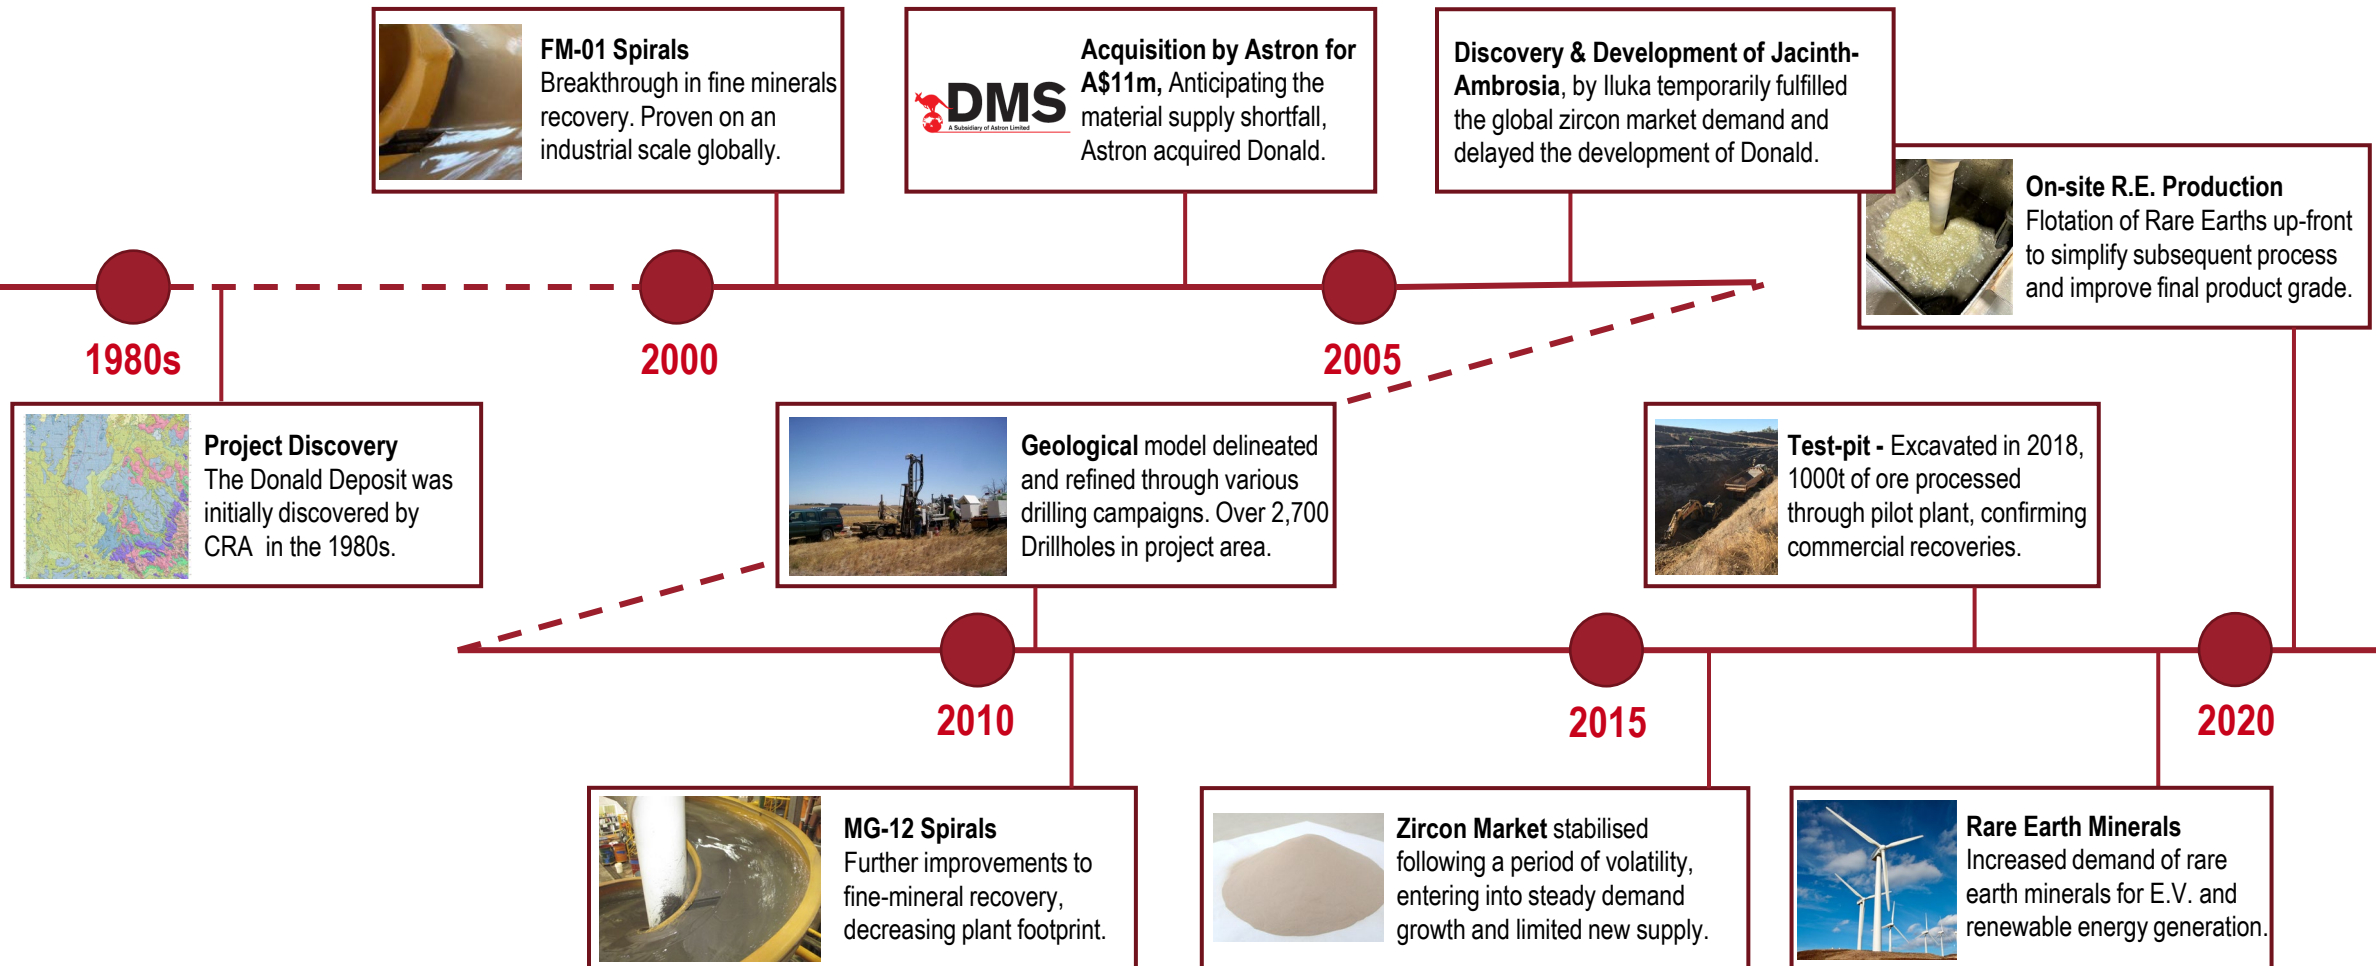 FM-01 Spirals
Breakthrough in fine minerals
recovery. Proven on an
industrial scale globally.
DMS
A Subsidiary of Astron Limited
Acquisition by Astron for
A$11m, Anticipating the
material supply shortfall,
Astron acquired Donald.
Discovery & Development of Jacinth-
Ambrosia, by Iluka temporarily fulfilled
the global zircon market demand and
delayed the development of Donald.
On-site R.E. Production
Flotation of Rare Earths up-front
to simplify subsequent process
and improve final product grade.
1980s
2000
2005
Project Discovery
The Donald Deposit was
initially discovered by
CRA  in the 1980s.
Geological model delineated
and refined through various
drilling campaigns. Over 2,700
Drillholes in project area.
Test-pit - Excavated in 2018,
1000t of ore processed
through pilot plant, confirming
commercial recoveries.
2010
2015
2020
MG-12 Spirals
Further improvements to
fine-mineral recovery,
decreasing plant footprint.
Zircon Market stabilised
following a period of volatility,
entering into steady demand
growth and limited new supply.
Rare Earth Minerals
Increased demand of rare
earth minerals for E.V. and
renewable energy generation.